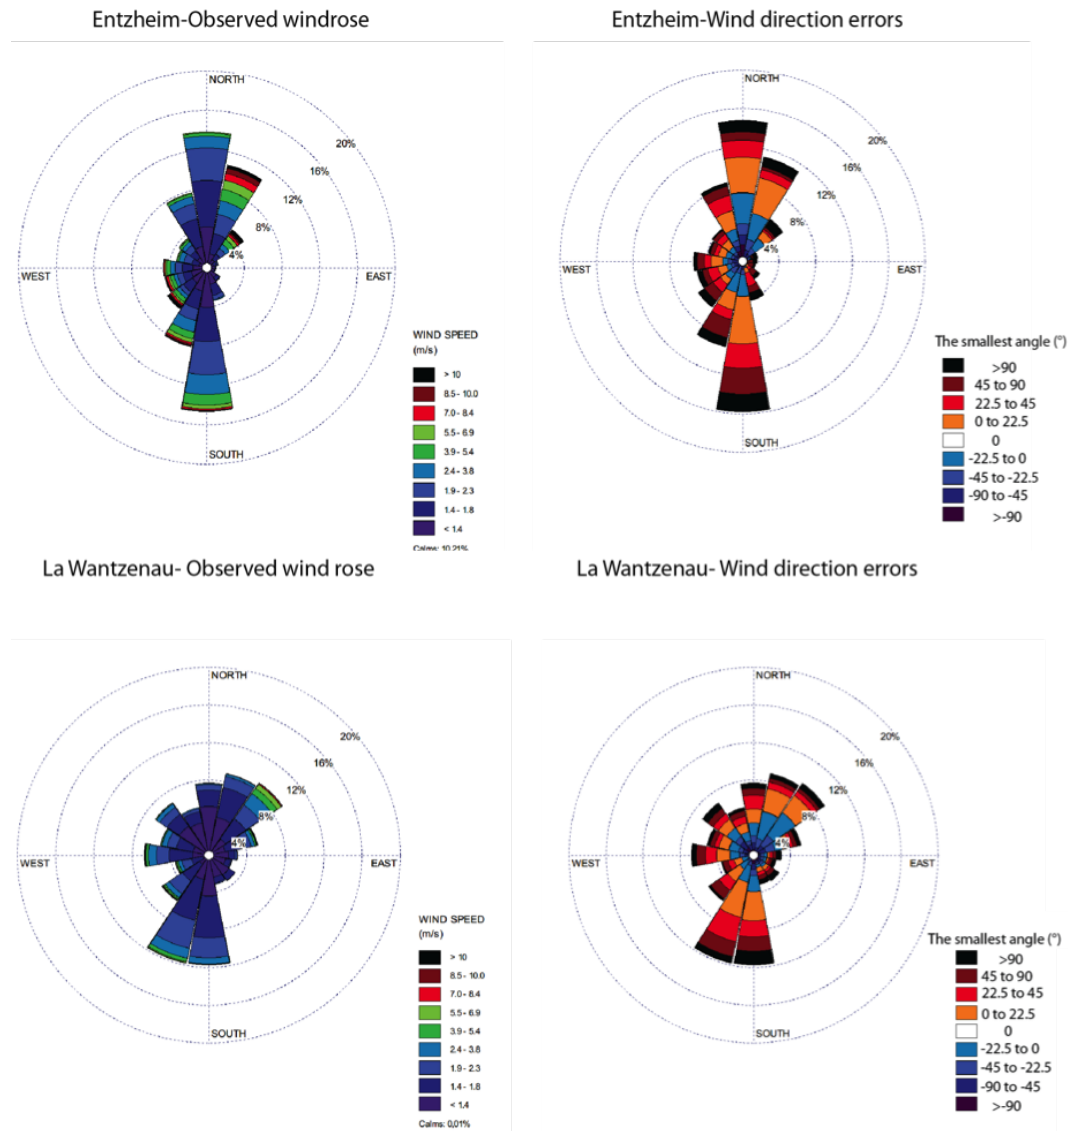 Entzheim-Observed windrose
NORTH
20%
16%
12%
8%
4%
WEST
EAST
SOUTH
WIND SPEED
(m/s)
> 10
8.5 - 10.0
7.0 - 8.4
5.5 - 6.9
3.9 - 5.4
2.4 - 3.8
1.9 - 2.3
1.4 - 1.8
< 1.4
Calms: 10,21%
Entzheim-Wind direction errors
NORTH
20%
16%
12%
8%
4%
WEST
EAST
SOUTH
The smallest angle (°)
>90
45 to 90
22.5 to 45
0 to 22.5
0
-22.5 to 0
-45 to -22.5
-90 to -45
>-90
La Wantzenau- Observed wind rose
NORTH
20%
16%
12%
8%
4%
WEST
EAST
SOUTH
WIND SPEED
(m/s)
> 10
8.5 - 10.0
7.0 - 8.4
5.5 - 6.9
3.9 - 5.4
2.4 - 3.8
1.9 - 2.3
1.4 - 1.8
< 1.4
Calms: 0,01%
La Wantzenau- Wind direction errors
NORTH
20%
16%
12%
8%
4%
WEST
EAST
SOUTH
The smallest angle (°)
>90
45 to 90
22.5 to 45
0 to 22.5
0
-22.5 to 0
-45 to -22.5
-90 to -45
>-90